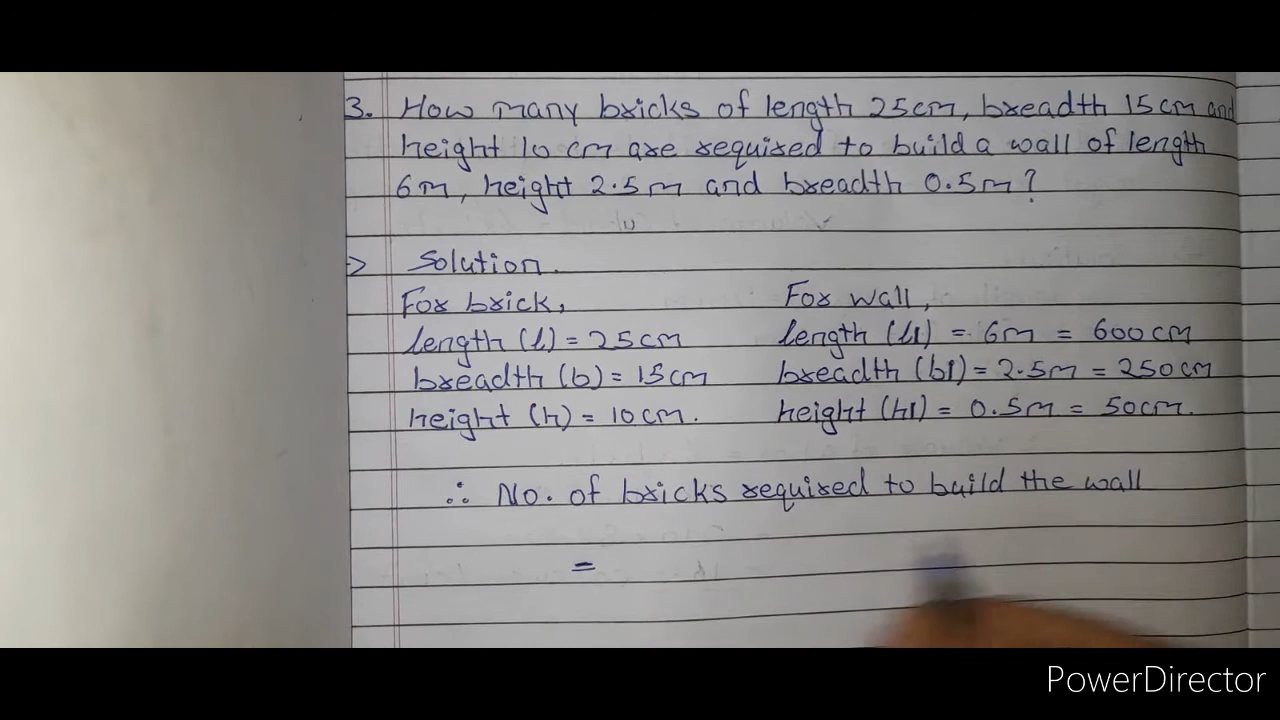 3. How many bricks of length 25cm, breadth 15cm and
height 10 cm are required to build a wall of length
6m, height 2.5m and breadth 0.5m?
-> Solution.
For brick,
length (l) = 25cm
breadth (b) = 15cm
height (h) = 10cm.
For wall,
length (l1) = 6m = 600cm
breadth (b1) = 2.5m = 250cm
height (h1) = 0.5m = 50cm.
∴ No. of bricks required to build the wall
=
PowerDirector